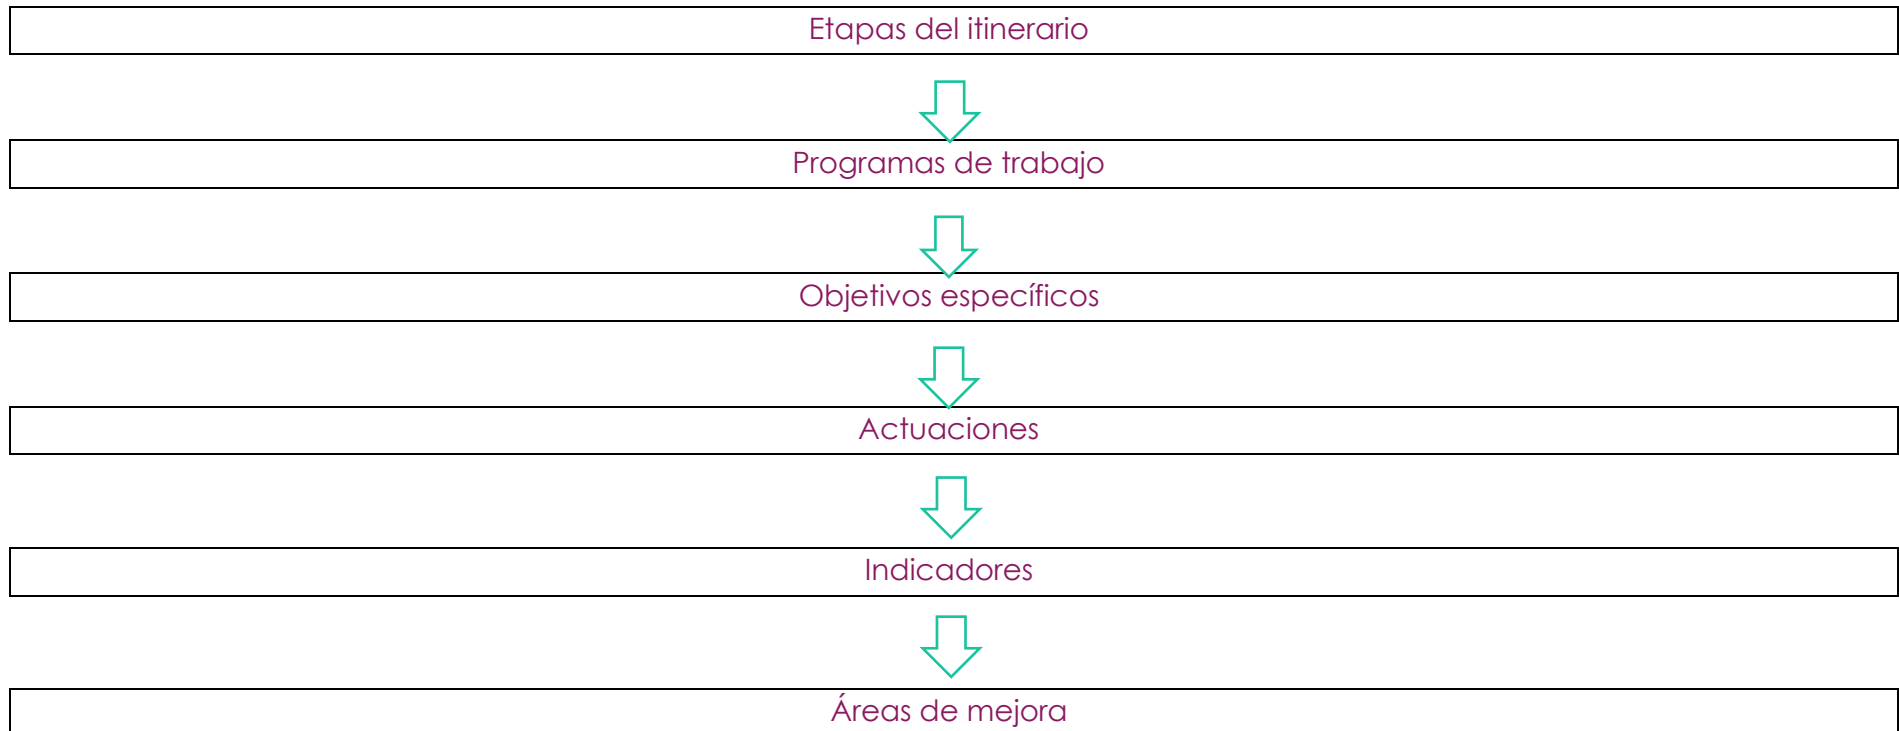 Etapas del itinerario
Programas de trabajo
Objetivos específicos
Actuaciones
Indicadores
Áreas de mejora